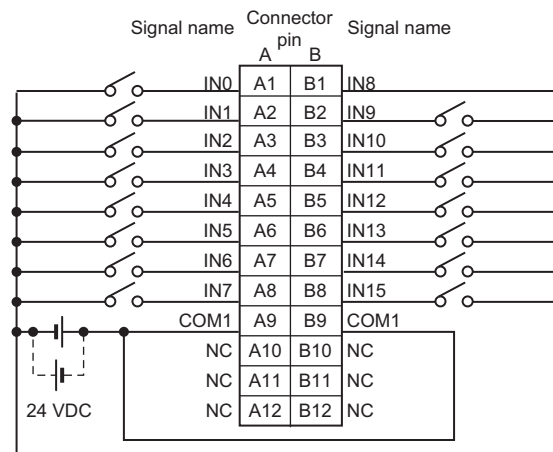 Signal name Connector pin Signal name
A B
IN0 A1 B1 IN8
IN1 A2 B2 IN9
IN2 A3 B3 IN10
IN3 A4 B4 IN11
IN4 A5 B5 IN12
IN5 A6 B6 IN13
IN6 A7 B7 IN14
IN7 A8 B8 IN15
COM1 A9 B9 COM1
NC A10 B10 NC
NC A11 B11 NC
24 VDC NC A12 B12 NC